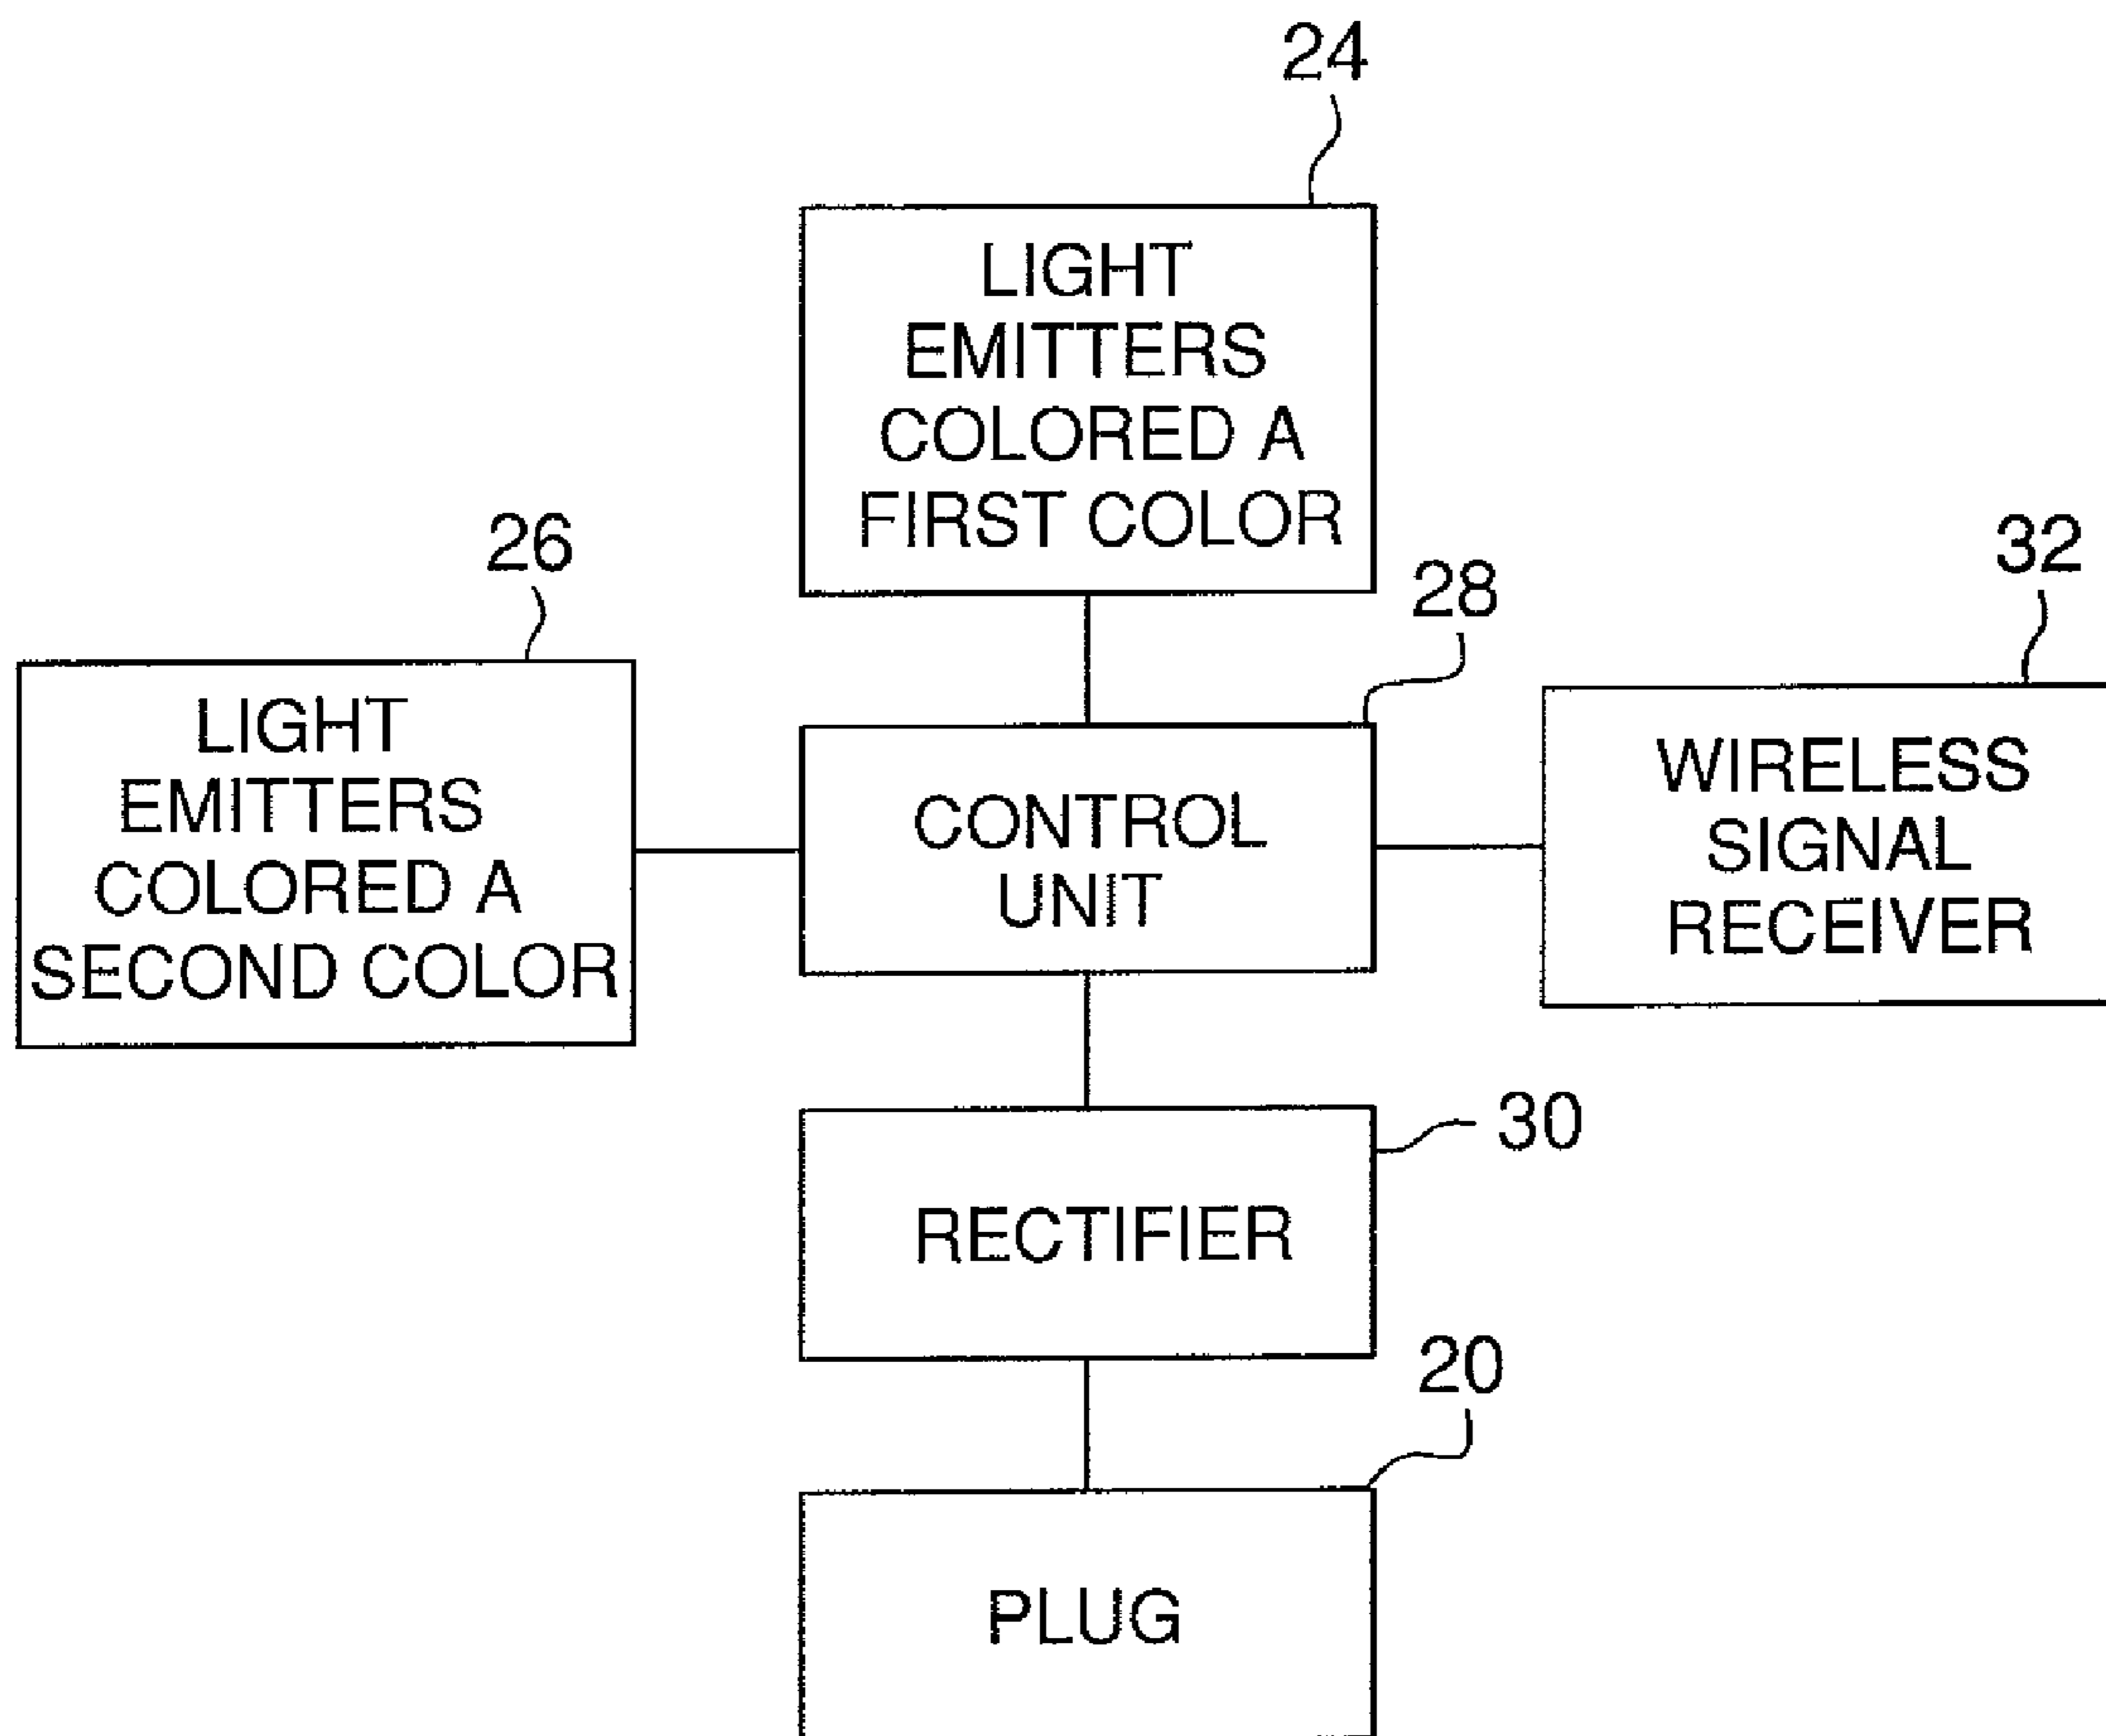 24
LIGHT
EMITTERS
COLORED A
FIRST COLOR
26
LIGHT
EMITTERS
COLORED A
SECOND COLOR
28
CONTROL
UNIT
32
WIRELESS
SIGNAL
RECEIVER
30
RECTIFIER
20
PLUG